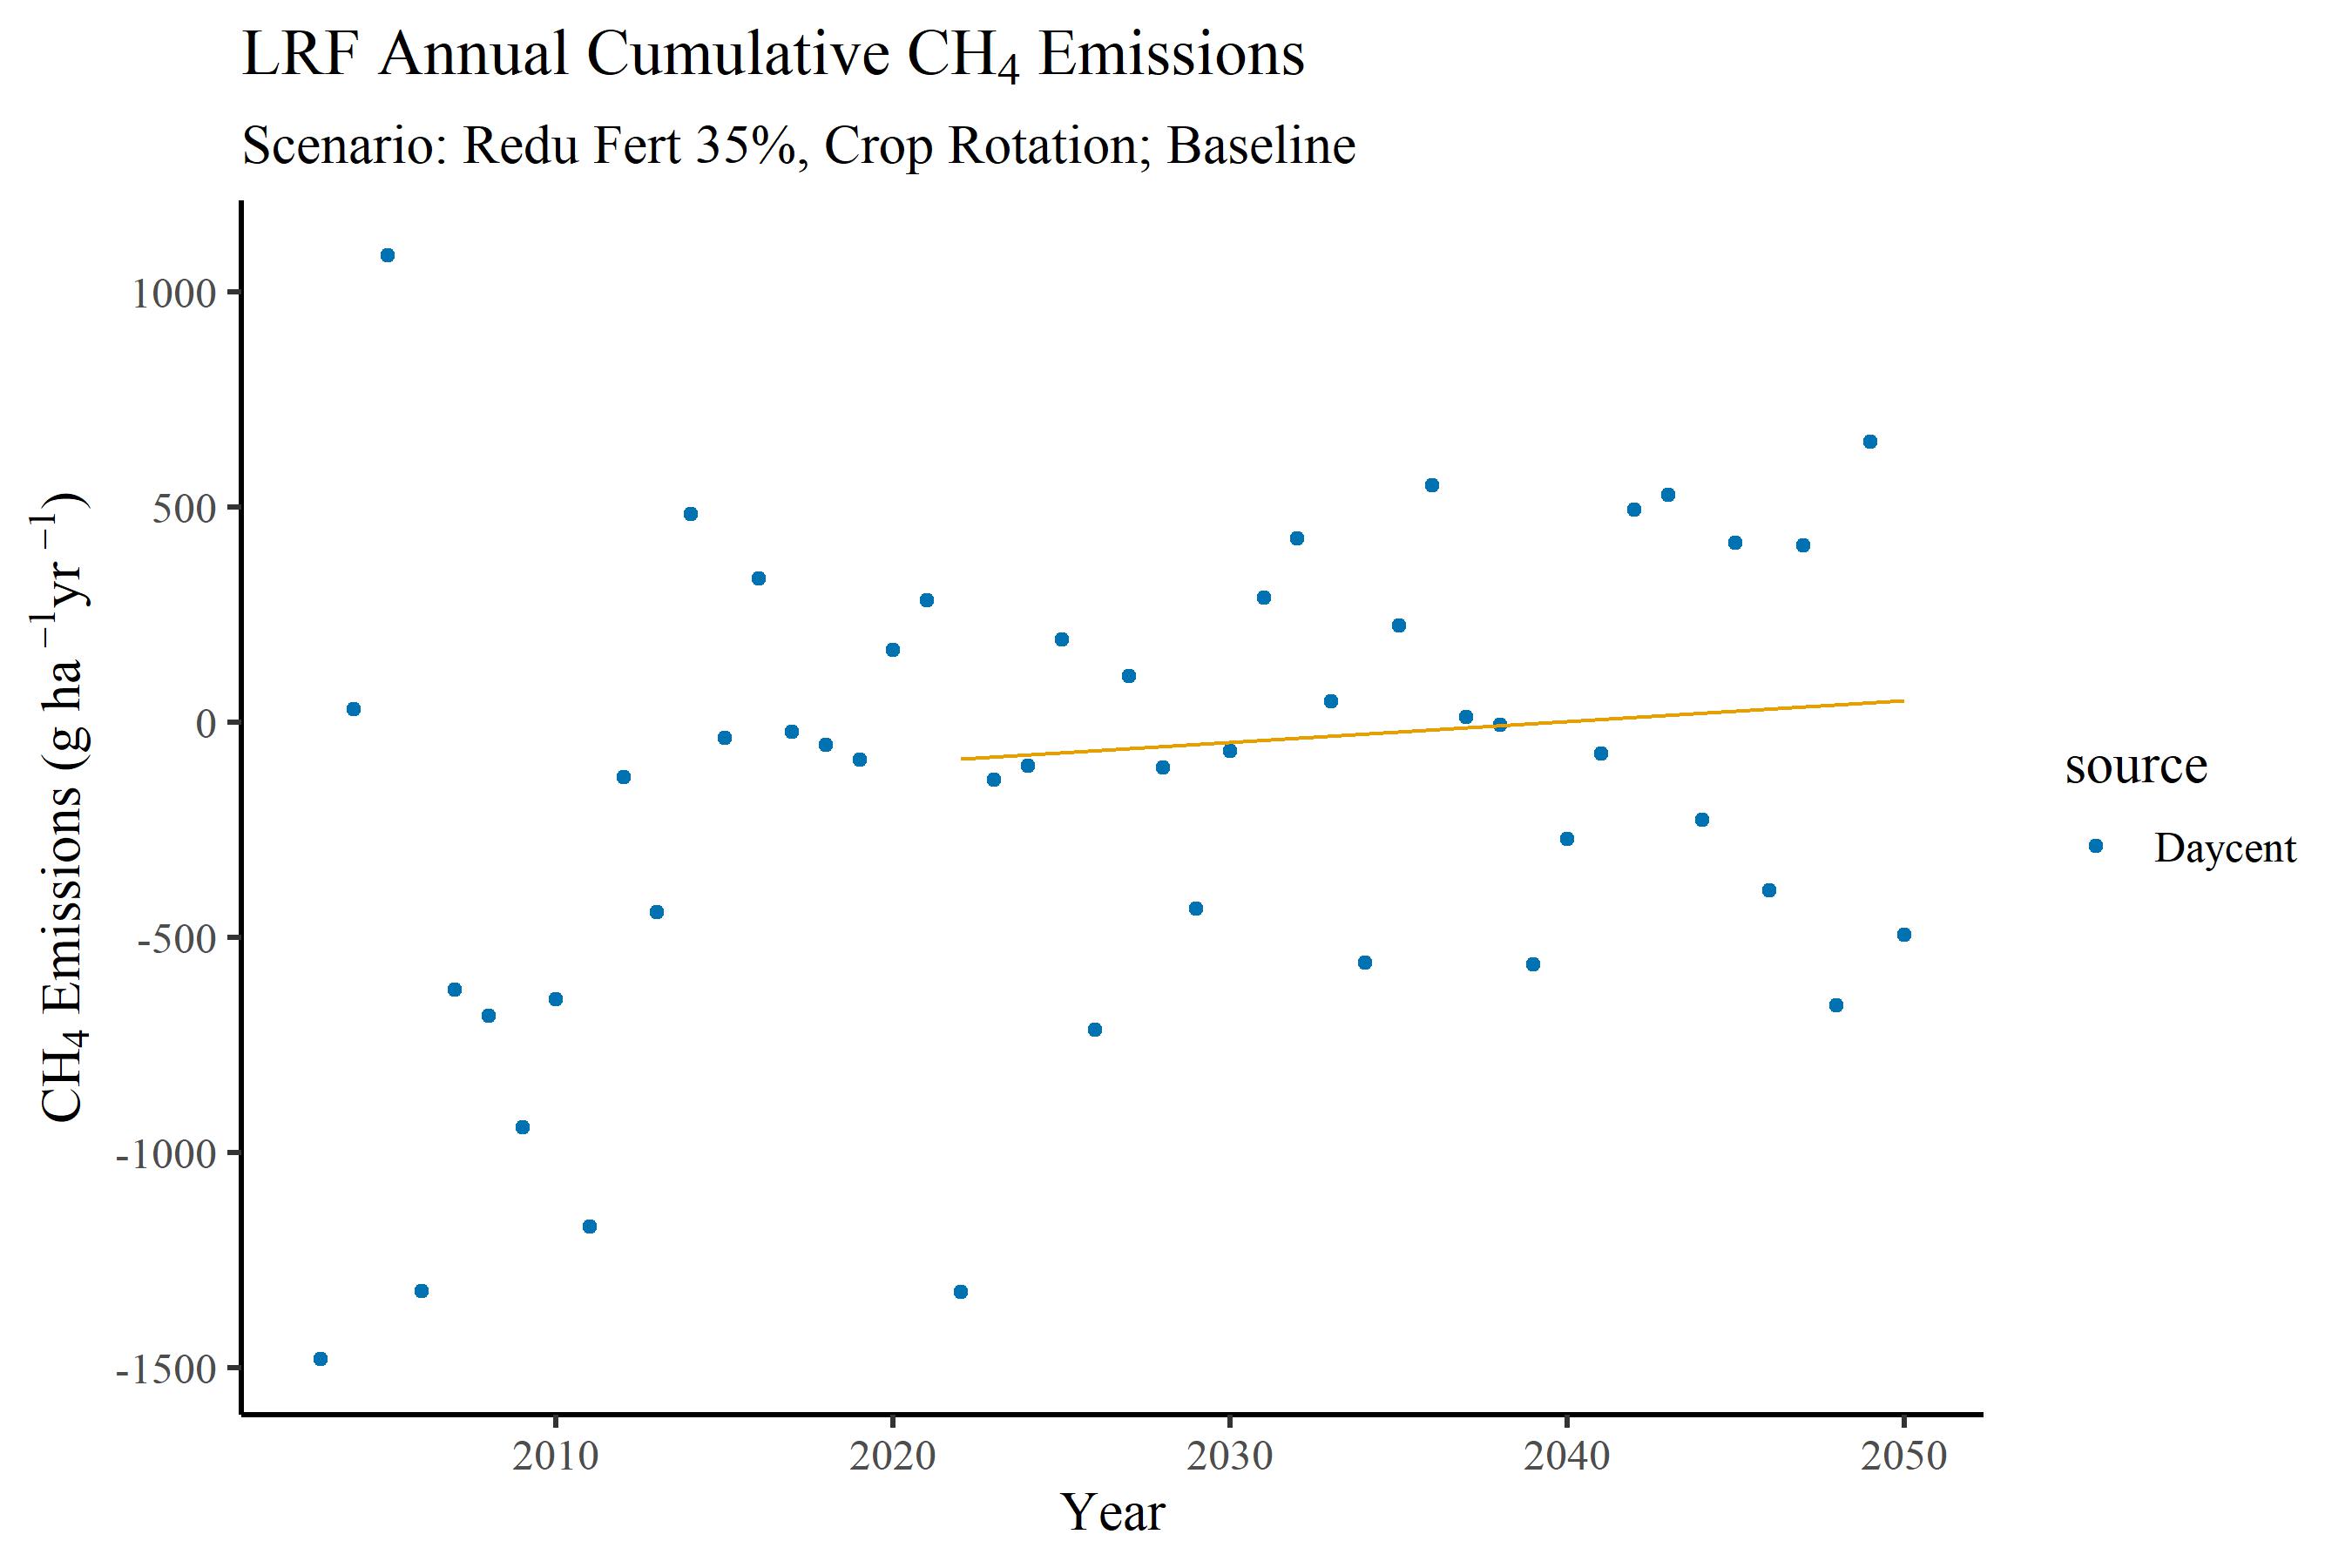 LRF Annual Cumulative CH₄ Emissions
Scenario: Redu Fert 35%, Crop Rotation; Baseline
CH₄ Emissions (g ha ⁻¹yr ⁻¹)
1000
500
0
-500
-1000
-1500
2010 2020 2030 2040 2050
Year
source
Daycent